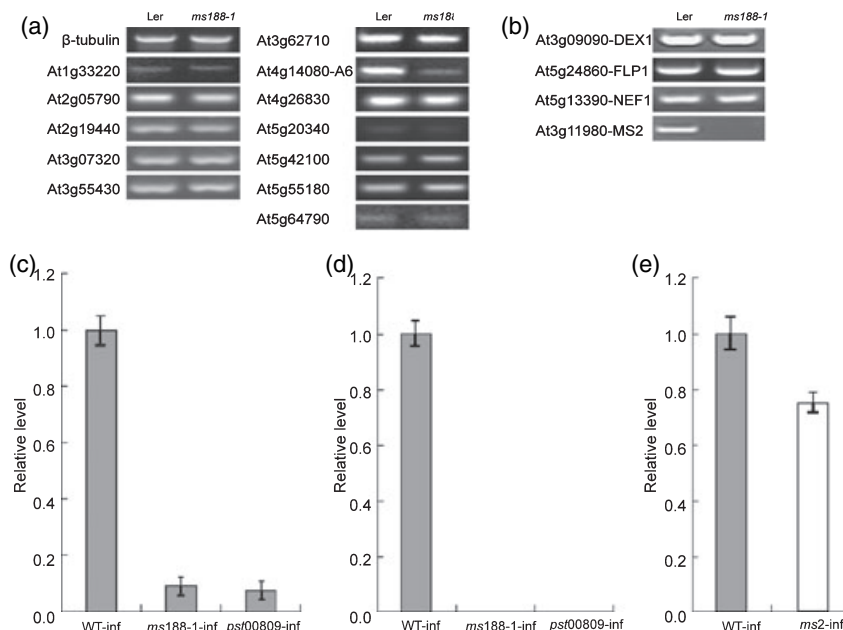 (a)
Ler ms188-1
β-tubulin
At1g33220
At2g05790
At2g19440
At3g07320
At3g55430
Ler ms18
At3g62710
At4g14080-A6
At4g26830
At5g20340
At5g42100
At5g55180
At5g64790
(b)
Ler ms188-1
At3g09090-DEX1
At5g24860-FLP1
At5g13390-NEF1
At3g11980-MS2
(c)
Relative level
1.2
1.0
0.8
0.6
0.4
0.2
0.0
WT-inf ms188-1-inf pst00809-inf
(d)
Relative level
1.2
1.0
0.8
0.6
0.4
0.2
0.0
WT-inf ms188-1-inf pst00809-inf
(e)
Relative level
1.2
1.0
0.8
0.6
0.4
0.2
0.0
WT-inf ms2-inf